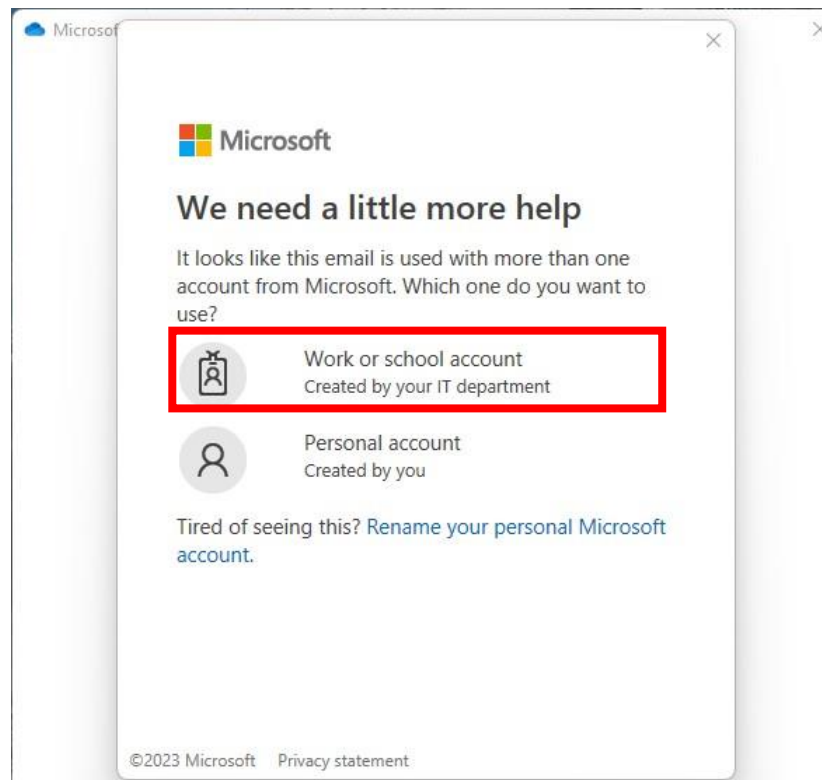 Microsof
Microsoft
We need a little more help
It looks like this email is used with more than one
account from Microsoft. Which one do you want to
use?
Work or school account
Created by your IT department
Personal account
Created by you
Tired of seeing this? Rename your personal Microsoft
account.
©2023 Microsoft Privacy statement